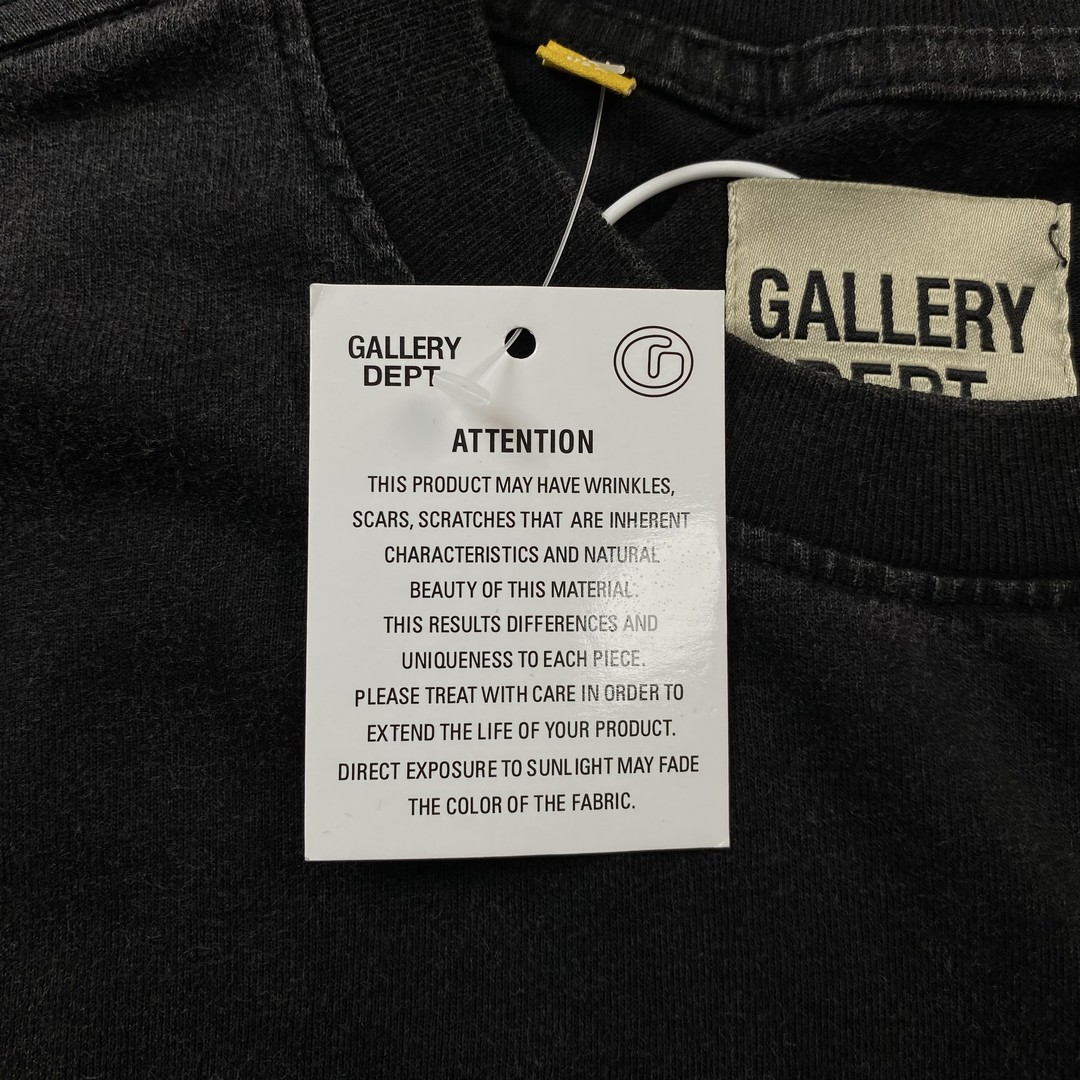 GALLERY
DEPT
ATTENTION
THIS PRODUCT MAY HAVE WRINKLES,
SCARS, SCRATCHES THAT ARE INHERENT
CHARACTERISTICS AND NATURAL
BEAUTY OF THIS MATERIAL.
THIS RESULTS DIFFERENCES AND
UNIQUENESS TO EACH PIECE.
PLEASE TREAT WITH CARE IN ORDER TO
EXTEND THE LIFE OF YOUR PRODUCT.
DIRECT EXPOSURE TO SUNLIGHT MAY FADE
THE COLOR OF THE FABRIC.
GALLERY
DEPT